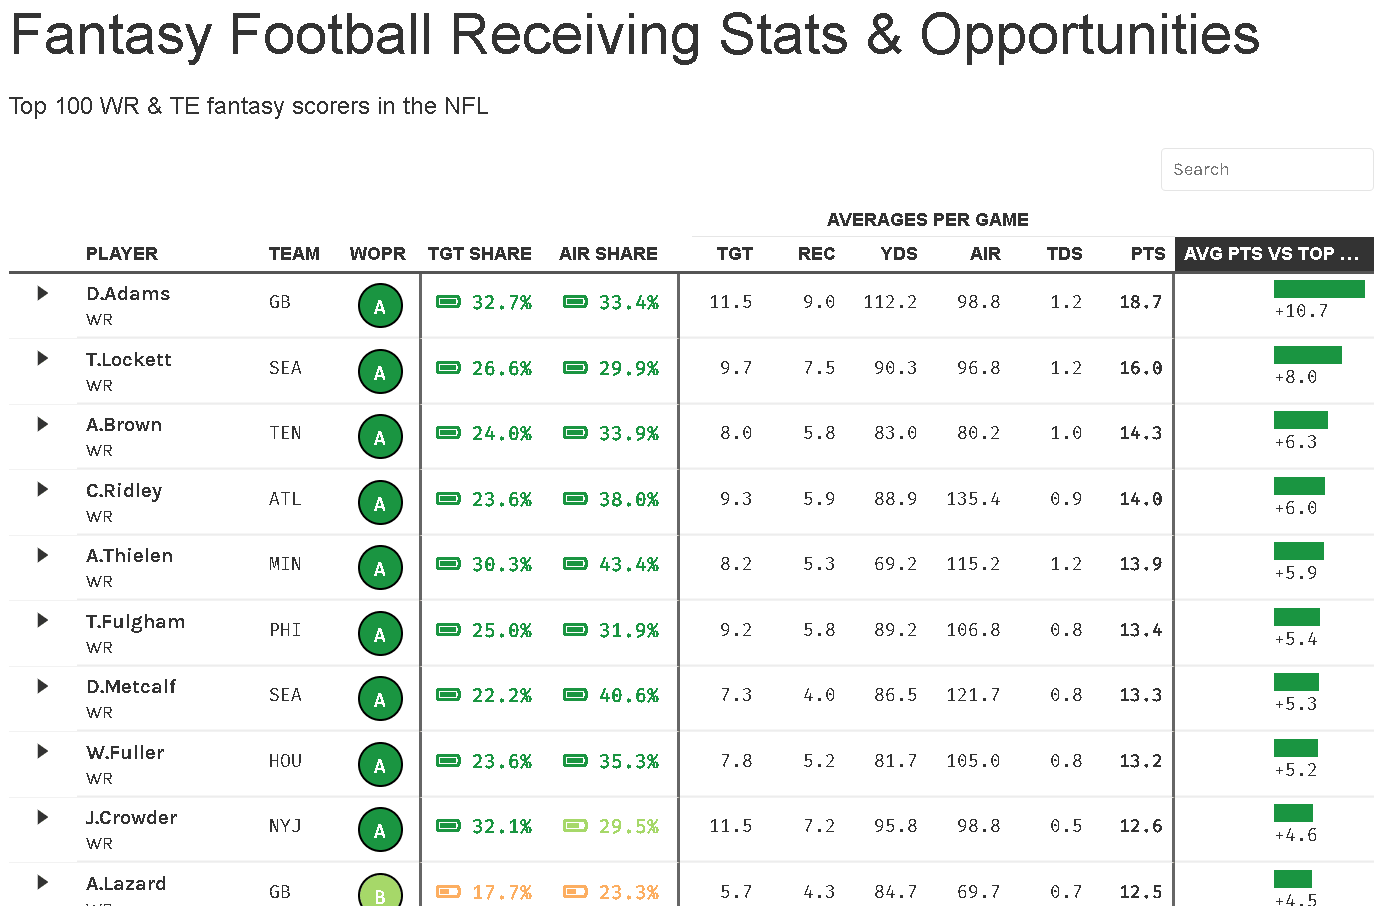 Fantasy Football Receiving Stats & Opportunities
Top 100 WR & TE fantasy scorers in the NFL
Search
AVERAGES PER GAME
PLAYER TEAM WOPR TGT SHARE AIR SHARE TGT REC YDS AIR TDS PTS AVG PTS VS TOP ...
D.Adams GB A 32.7% 33.4% 11.5 9.0 112.2 98.8 1.2 18.7 +10.7
WR
T.Lockett SEA A 26.6% 29.9% 9.7 7.5 90.3 96.8 1.2 16.0 +8.0
WR
A.Brown TEN A 24.0% 33.9% 8.0 5.8 83.0 80.2 1.0 14.3 +6.3
WR
C.Ridley ATL A 23.6% 38.0% 9.3 5.9 88.9 135.4 0.9 14.0 +6.0
WR
A.Thielen MIN A 30.3% 43.4% 8.2 5.3 69.2 115.2 1.2 13.9 +5.9
WR
T.Fulgham PHI A 25.0% 31.9% 9.2 5.8 89.2 106.8 0.8 13.4 +5.4
WR
D.Metcalf SEA A 22.2% 40.6% 7.3 4.0 86.5 121.7 0.8 13.3 +5.3
WR
W.Fuller HOU A 23.6% 35.3% 7.8 5.2 81.7 105.0 0.8 13.2 +5.2
WR
J.Crowder NYJ A 32.1% 29.5% 11.5 7.2 95.8 98.8 0.5 12.6 +4.6
WR
A.Lazard GB B 17.7% 23.3% 5.7 4.3 84.7 69.7 0.7 12.5 +4.5